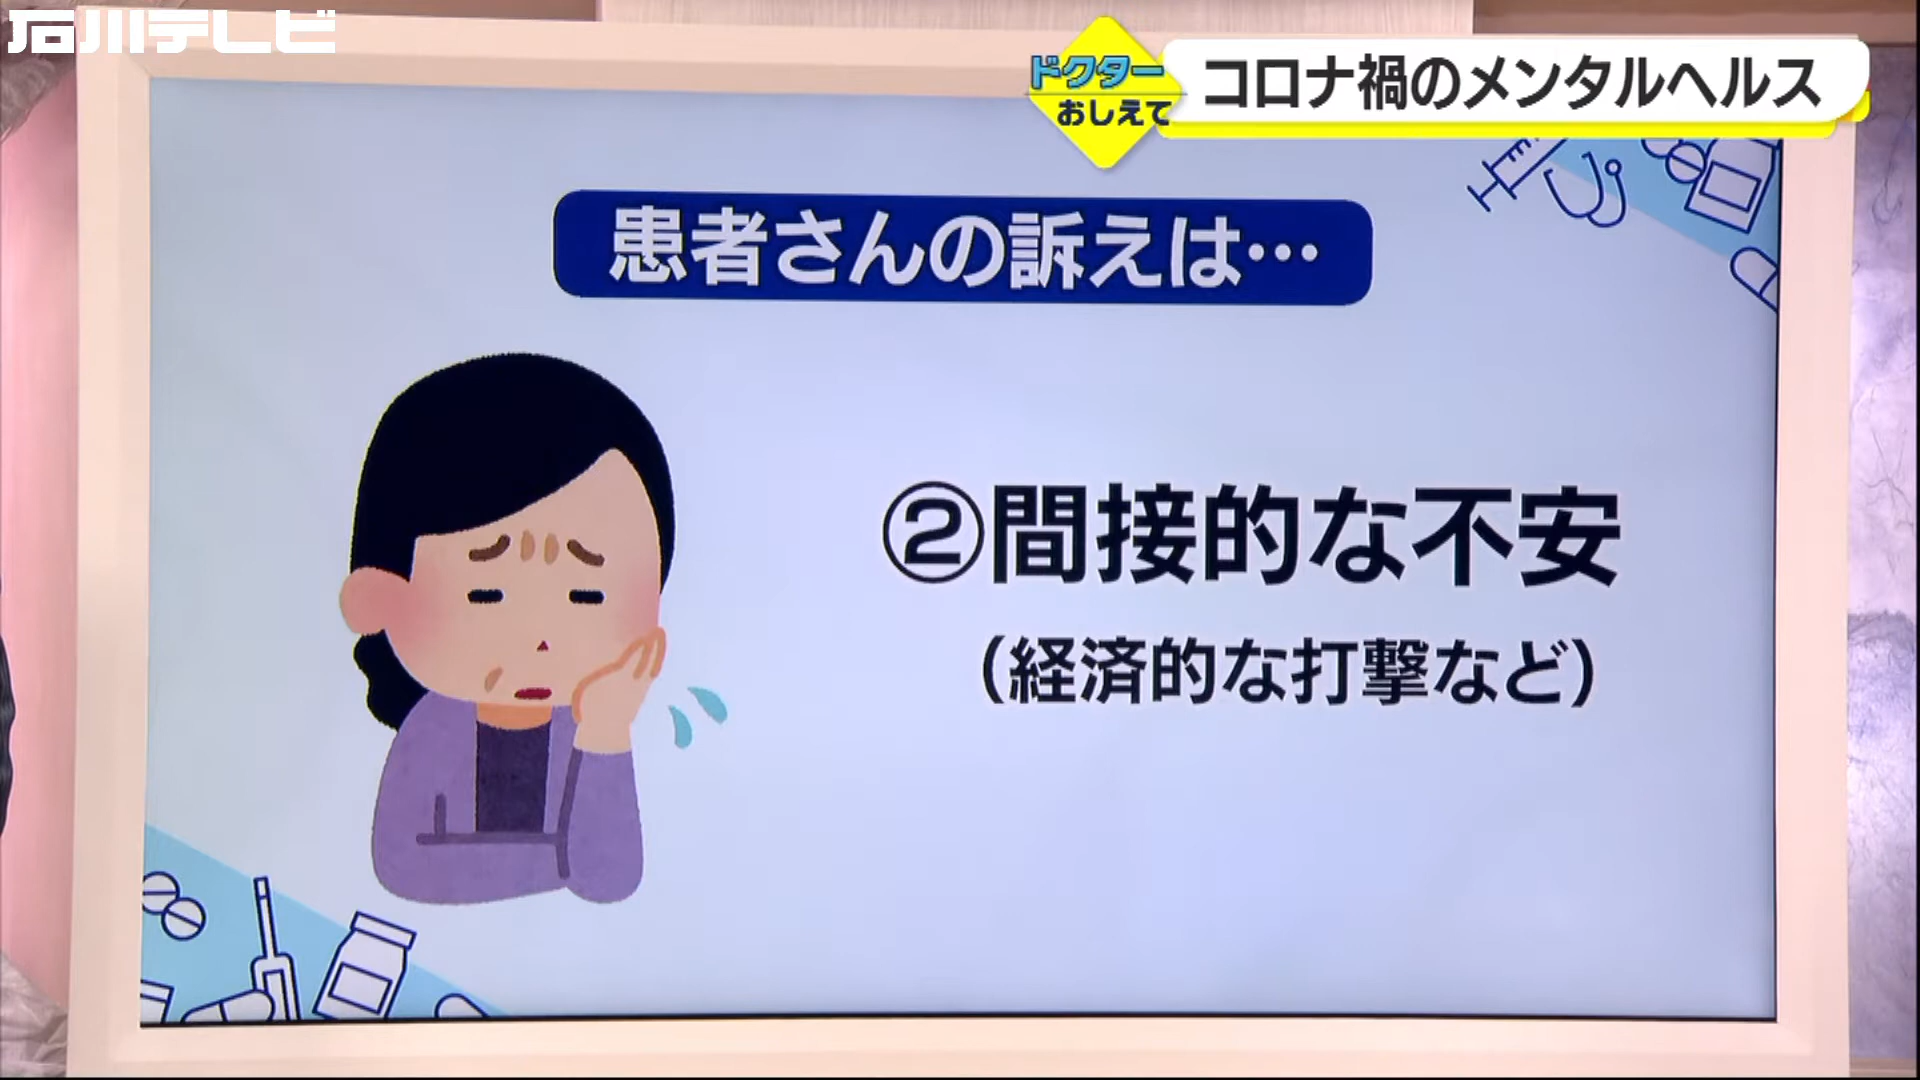 石川テレビ
ドクター
おしえて
コロナ禍のメンタルヘルス
患者さんの訴えは…
②間接的な不安
（経済的な打撃など）